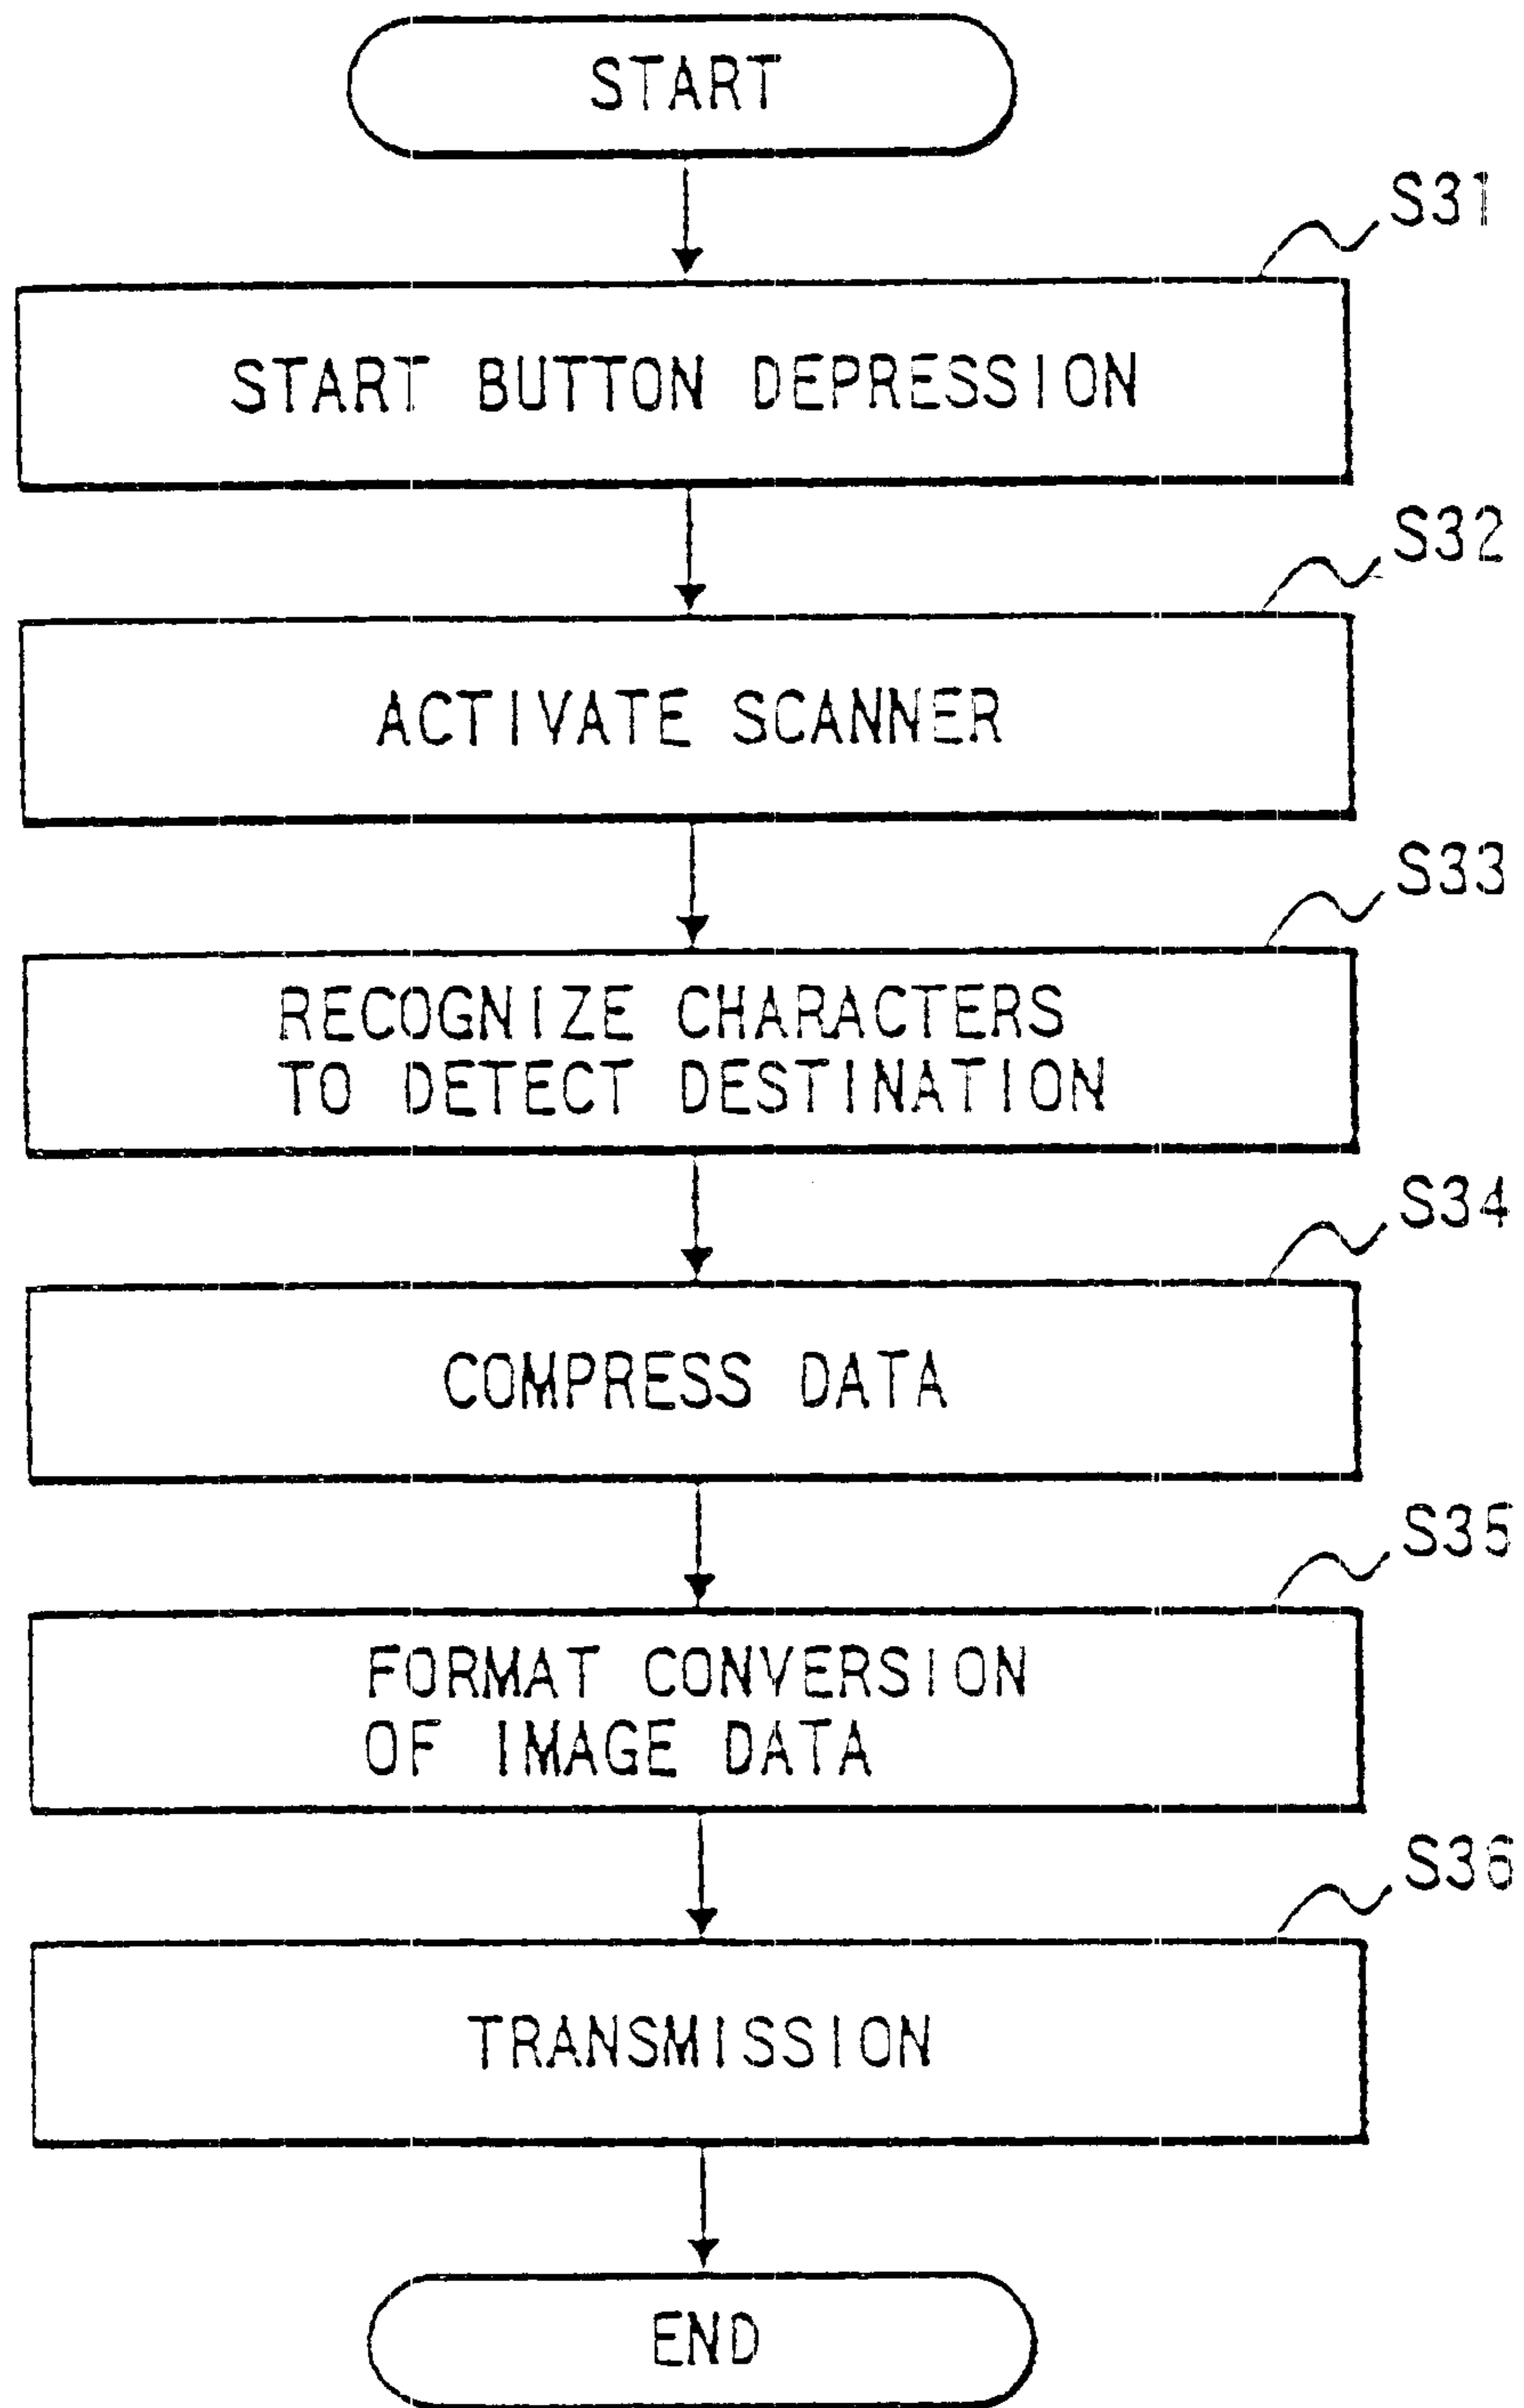 START
S31
START BUTTON DEPRESSION
S32
ACTIVATE SCANNER
S33
RECOGNIZE CHARACTERS
TO DETECT DESTINATION
S34
COMPRESS DATA
S35
FORMAT CONVERSION
OF IMAGE DATA
S36
TRANSMISSION
END